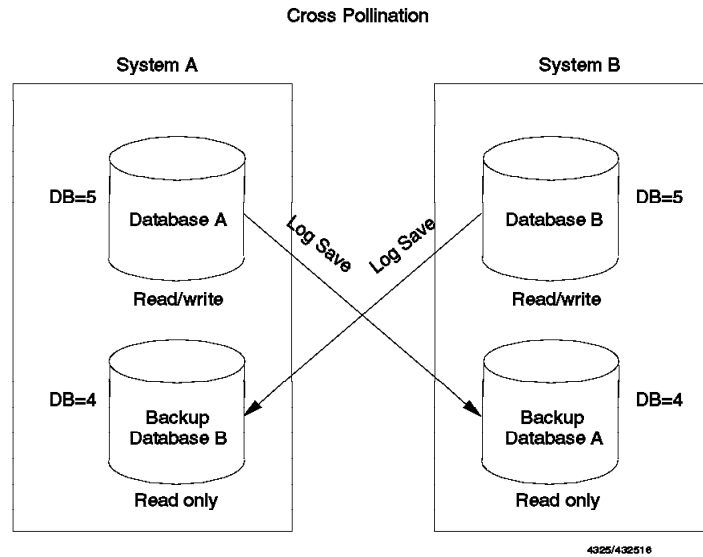 Cross Pollination
System A
System B
DB=5
Database A
Read/write
Log Save
Log Save
Database B
DB=5
Read/write
DB=4
Backup
Database B
Read only
Backup
Database A
DB=4
Read only
4325/432516